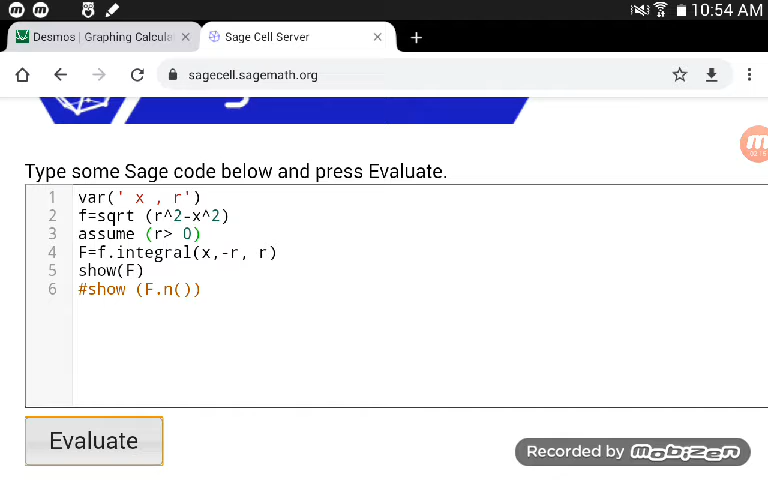 10:54 AM
Desmos | Graphing Calcula
Sage Cell Server
sagecell.sagemath.org
Type some Sage code below and press Evaluate.
1 var(' x , r')
2 f=sqrt (r^2-x^2)
3 assume (r> 0)
4 F=f.integral(x,-r, r)
5 show(F)
6 #show (F.n())
Evaluate
Recorded by mobizen